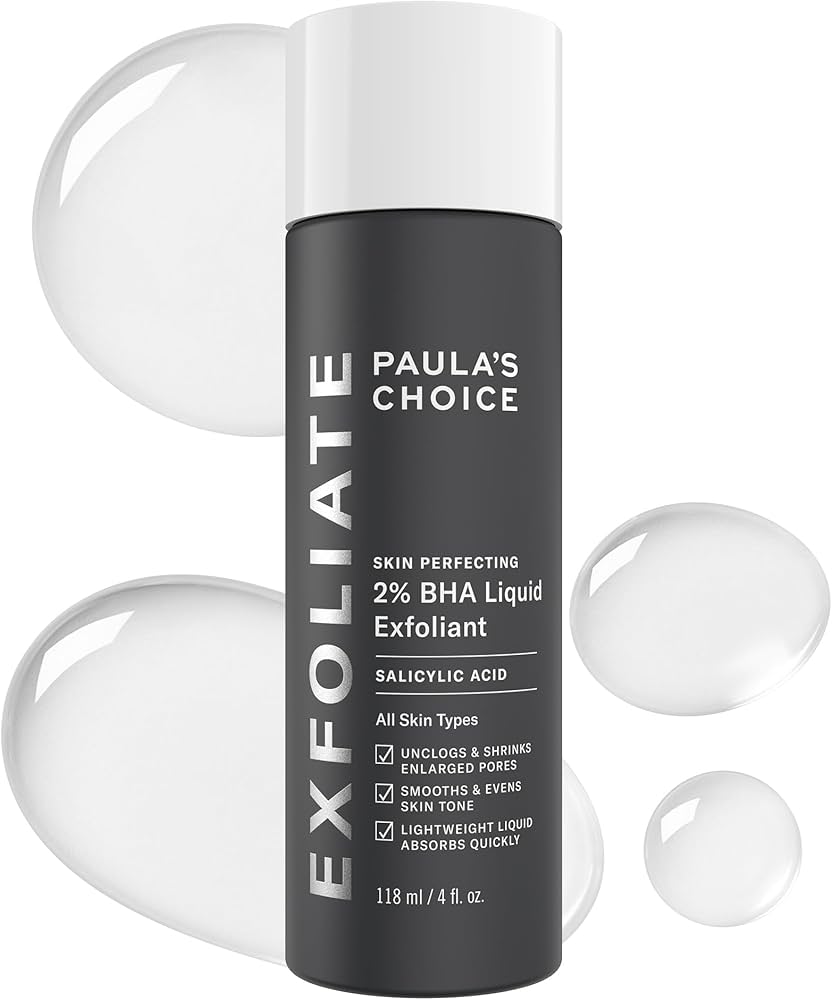 EXFOLIATE
PAULA'S
CHOICE
SKIN PERFECTING
2% BHA Liquid
Exfoliant
SALICYLIC ACID
All Skin Types
☑ UNCLOGS & SHRINKS
ENLARGED PORES
☑ SMOOTHS & EVENS
SKIN TONE
☑ LIGHTWEIGHT LIQUID
ABSORBS QUICKLY
118 ml / 4 fl. oz.